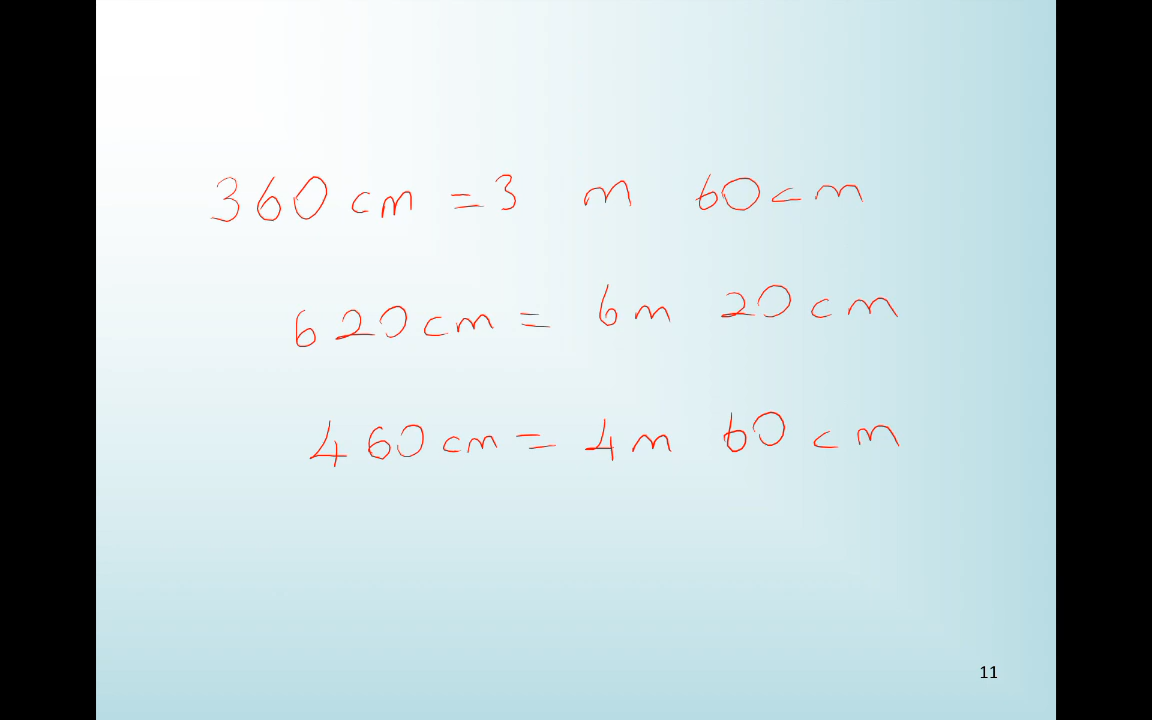 360 cm = 3 m 60 cm
620 cm = 6 m 20 cm
460 cm = 4 m 60 cm
11